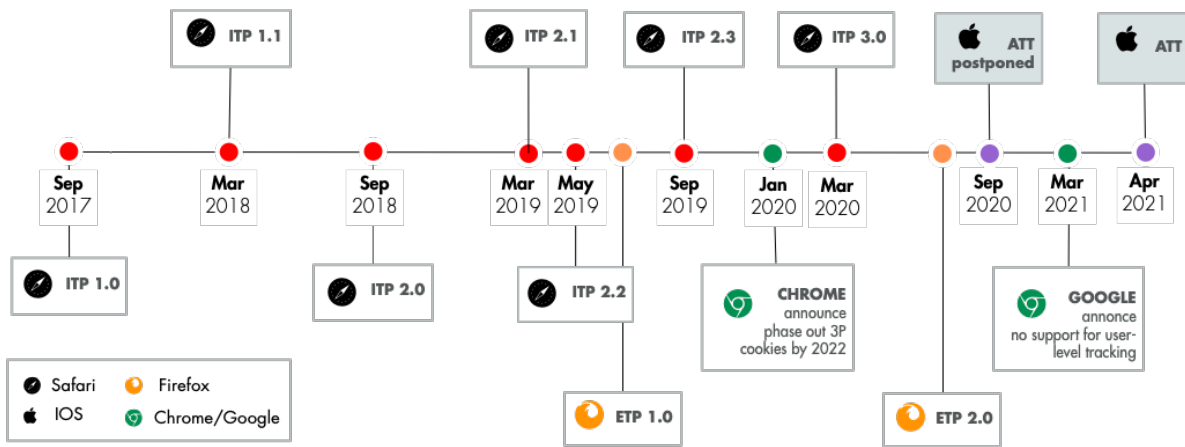 ITP 1.1
ITP 2.1
ITP 2.3
ITP 3.0
ATT
postponed
ATT
Sep
2017
Mar
2018
Sep
2018
Mar
2019
May
2019
Sep
2019
Jan
2020
Mar
2020
Sep
2020
Mar
2021
Apr
2021
ITP 1.0
ITP 2.0
ITP 2.2
CHROME
announce
phase out 3P
cookies by 2022
GOOGLE
annonce
no support for user-
level tracking
Safari
Firefox
IOS
Chrome/Google
ETP 1.0
ETP 2.0